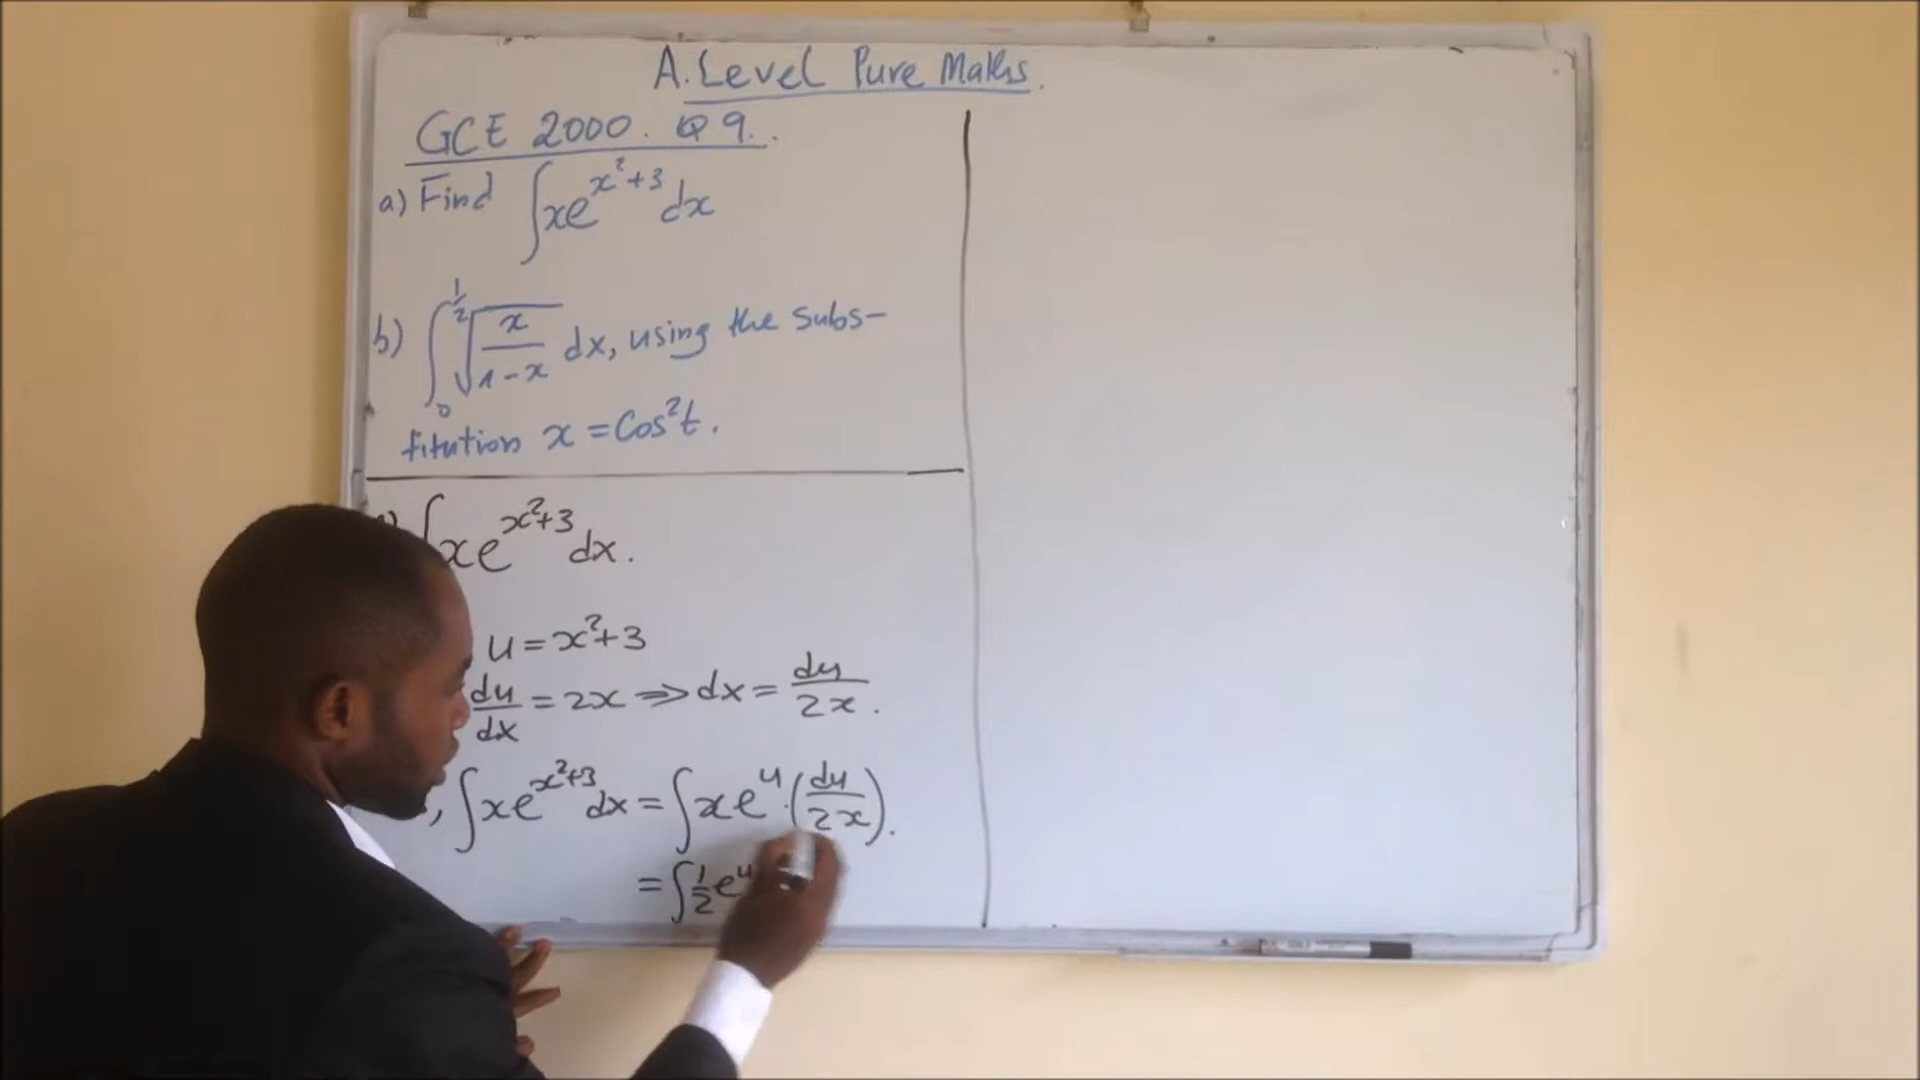 A.Level Pure Maths.
GCE 2000. Q9.
a) Find ∫xe^{x²+3}dx
b) ∫_0^{1/2} √(x/(1-x)) dx, using the subs-
titution x = Cos²t.
∫xe^{x²+3}dx.
u = x²+3
du/dx = 2x ⇒ dx = du/2x.
, ∫xe^{x²+3}dx = ∫xe^u.(du/2x).
= ∫½e^u